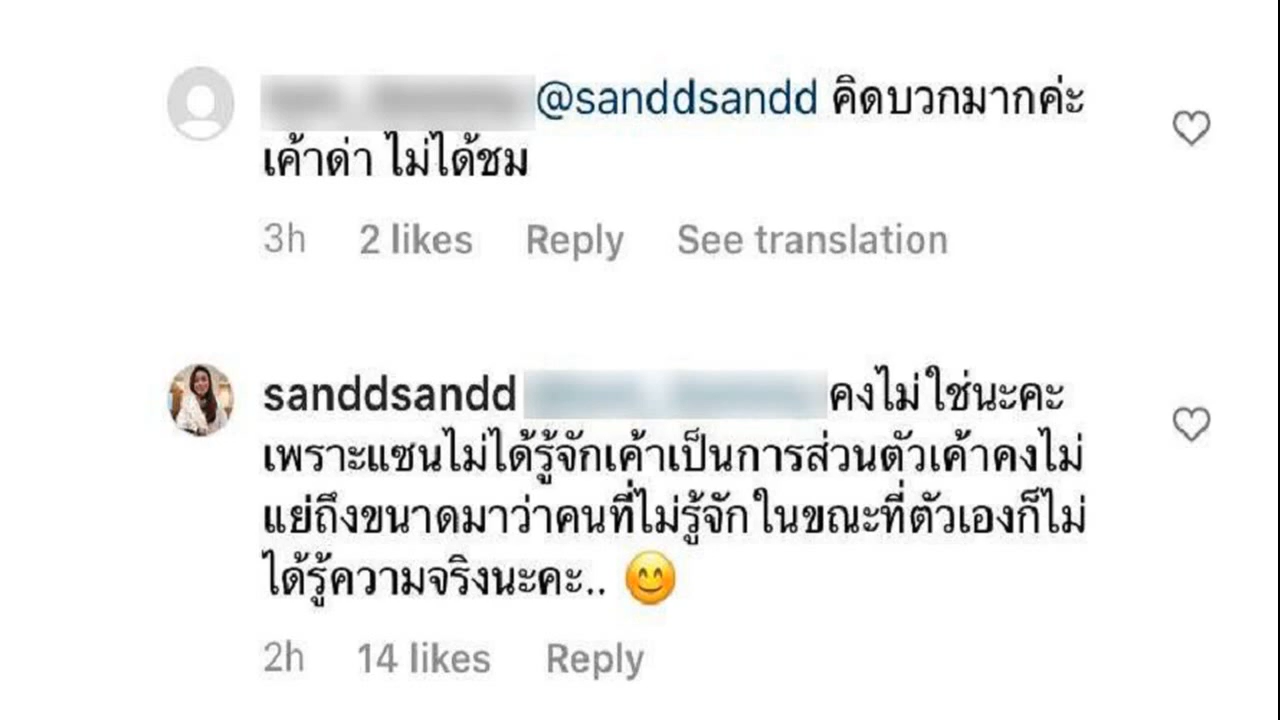 @sanddsandd คิดบวกมากค่ะ
เค้าด่า ไม่ได้ชม
3h 2 likes Reply See translation
sanddsandd คงไม่ใช่นะคะ
เพราะแซนไม่ได้รู้จักเค้าเป็นการส่วนตัวเค้าคงไม่
แย่ถึงขนาดมาว่าคนที่ไม่รู้จักในขณะที่ตัวเองก็ไม่
ได้รู้ความจริงนะคะ.. 😊
2h 14 likes Reply